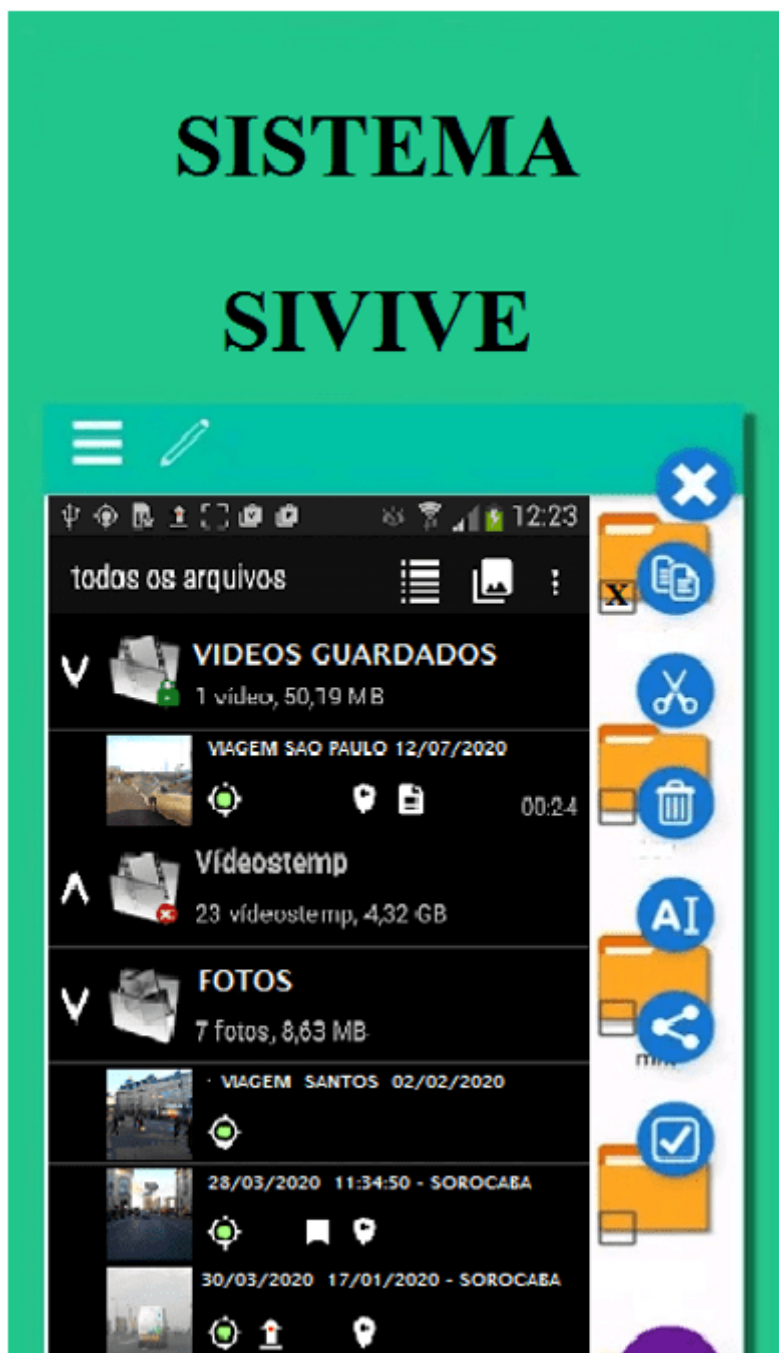 SISTEMA
SIVIVE
12:23
todos os arquivos
X
VIDEOS GUARDADOS
1 vídeo, 50,19 MB
VIAGEM SAO PAULO 12/07/2020
00:24
Vídeostemp
23 vídeostemp, 4,32 GB
AI
FOTOS
7 fotos, 8,63 MB
VIAGEM SANTOS 02/02/2020
28/03/2020 11:34:50 - SOROCABA
30/03/2020 17/01/2020 - SOROCABA